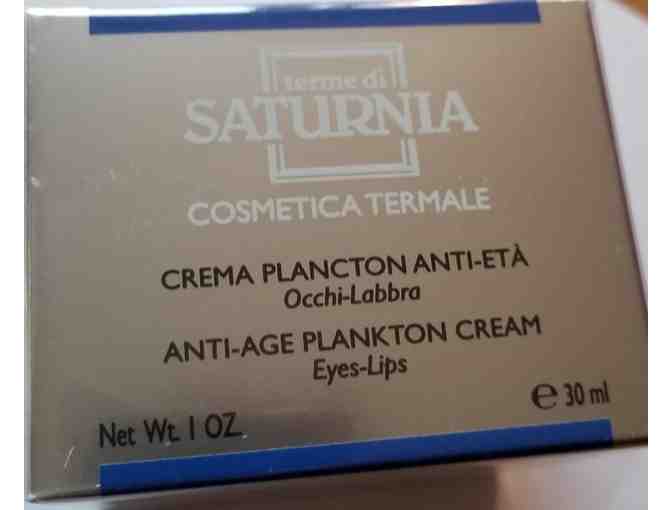 terme di
SATURNIA
COSMETICA TERMALE
CREMA PLANCTON ANTI-ETÀ
Occhi-Labbra
ANTI-AGE PLANKTON CREAM
Eyes-Lips
Net Wt. 1 OZ. ℮ 30 ml